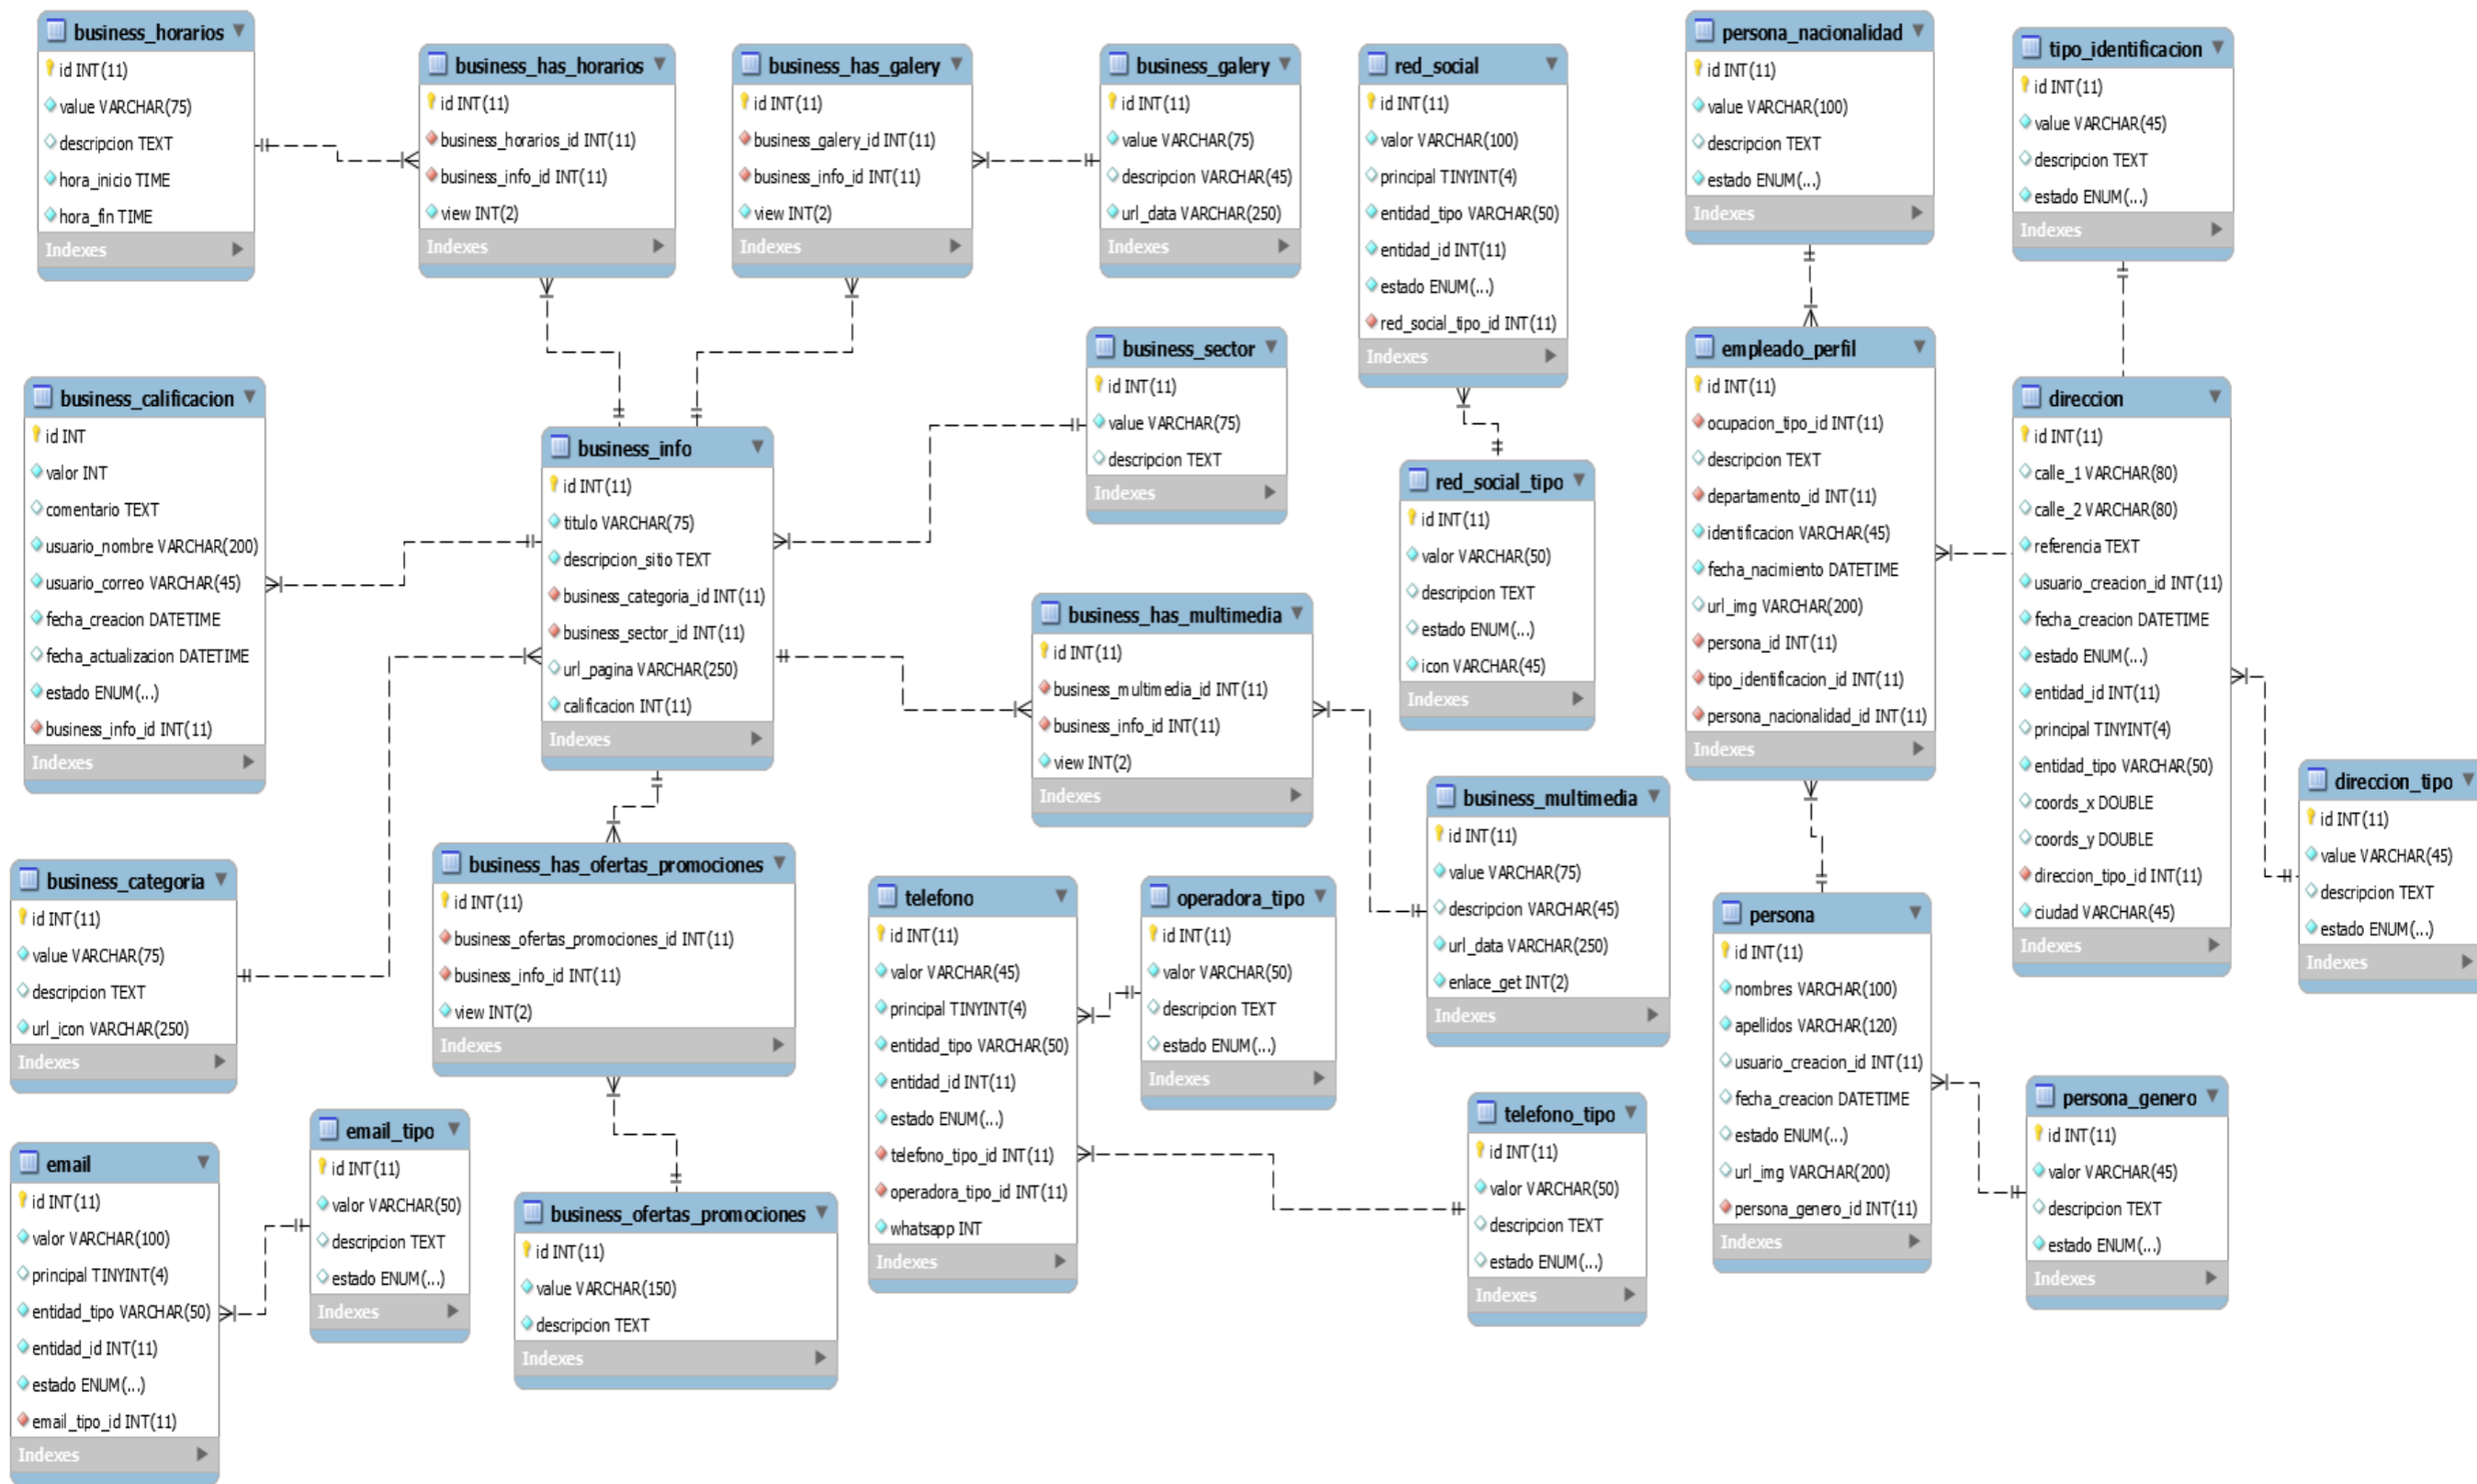 business_horarios
id INT(11)
value VARCHAR(75)
descripcion TEXT
hora_inicio TIME
hora_fin TIME
Indexes
business_has_horarios
id INT(11)
business_horarios_id INT(11)
business_info_id INT(11)
view INT(2)
Indexes
business_has_galery
id INT(11)
business_galery_id INT(11)
business_info_id INT(11)
view INT(2)
Indexes
business_galery
id INT(11)
value VARCHAR(75)
descripcion VARCHAR(45)
url_data VARCHAR(250)
Indexes
red_social
id INT(11)
valor VARCHAR(100)
principal TINYINT(4)
entidad_tipo VARCHAR(50)
entidad_id INT(11)
estado ENUM(...)
red_social_tipo_id INT(11)
Indexes
persona_nacionalidad
id INT(11)
value VARCHAR(100)
descripcion TEXT
estado ENUM(...)
Indexes
tipo_identificacion
id INT(11)
value VARCHAR(45)
descripcion TEXT
estado ENUM(...)
Indexes
business_calificacion
id INT
valor INT
comentario TEXT
usuario_nombre VARCHAR(200)
usuario_correo VARCHAR(45)
fecha_creacion DATETIME
fecha_actualizacion DATETIME
estado ENUM(...)
business_info_id INT(11)
Indexes
business_info
id INT(11)
titulo VARCHAR(75)
descripcion_sitio TEXT
business_categoria_id INT(11)
business_sector_id INT(11)
url_pagina VARCHAR(250)
calificacion INT(11)
Indexes
business_sector
id INT(11)
value VARCHAR(75)
descripcion TEXT
Indexes
red_social_tipo
id INT(11)
valor VARCHAR(50)
descripcion TEXT
estado ENUM(...)
icon VARCHAR(45)
Indexes
empleado_perfil
id INT(11)
ocupacion_tipo_id INT(11)
descripcion TEXT
departamento_id INT(11)
identificacion VARCHAR(45)
fecha_nacimiento DATETIME
url_img VARCHAR(200)
persona_id INT(11)
tipo_identificacion_id INT(11)
persona_nacionalidad_id INT(11)
Indexes
direccion
id INT(11)
calle_1 VARCHAR(80)
calle_2 VARCHAR(80)
referencia TEXT
usuario_creacion_id INT(11)
fecha_creacion DATETIME
estado ENUM(...)
entidad_id INT(11)
principal TINYINT(4)
entidad_tipo VARCHAR(50)
coords_x DOUBLE
coords_y DOUBLE
direccion_tipo_id INT(11)
ciudad VARCHAR(45)
Indexes
business_has_multimedia
id INT(11)
business_multimedia_id INT(11)
business_info_id INT(11)
view INT(2)
Indexes
business_multimedia
id INT(11)
value VARCHAR(75)
descripcion VARCHAR(45)
url_data VARCHAR(250)
enlace_get INT(2)
Indexes
direccion_tipo
id INT(11)
value VARCHAR(45)
descripcion TEXT
estado ENUM(...)
Indexes
business_categoria
id INT(11)
value VARCHAR(75)
descripcion TEXT
url_icon VARCHAR(250)
Indexes
business_has_ofertas_promociones
id INT(11)
business_ofertas_promociones_id INT(11)
business_info_id INT(11)
view INT(2)
Indexes
telefono
id INT(11)
valor VARCHAR(45)
principal TINYINT(4)
entidad_tipo VARCHAR(50)
entidad_id INT(11)
estado ENUM(...)
telefono_tipo_id INT(11)
operadora_tipo_id INT(11)
whatsapp INT
Indexes
operadora_tipo
id INT(11)
valor VARCHAR(50)
descripcion TEXT
estado ENUM(...)
Indexes
persona
id INT(11)
nombres VARCHAR(100)
apellidos VARCHAR(120)
usuario_creacion_id INT(11)
fecha_creacion DATETIME
estado ENUM(...)
url_img VARCHAR(200)
persona_genero_id INT(11)
Indexes
persona_genero
id INT(11)
valor VARCHAR(45)
descripcion TEXT
estado ENUM(...)
Indexes
telefono_tipo
id INT(11)
valor VARCHAR(50)
descripcion TEXT
estado ENUM(...)
Indexes
email
id INT(11)
valor VARCHAR(100)
principal TINYINT(4)
entidad_tipo VARCHAR(50)
entidad_id INT(11)
estado ENUM(...)
email_tipo_id INT(11)
Indexes
email_tipo
id INT(11)
valor VARCHAR(50)
descripcion TEXT
estado ENUM(...)
Indexes
business_ofertas_promociones
id INT(11)
value VARCHAR(150)
descripcion TEXT
Indexes